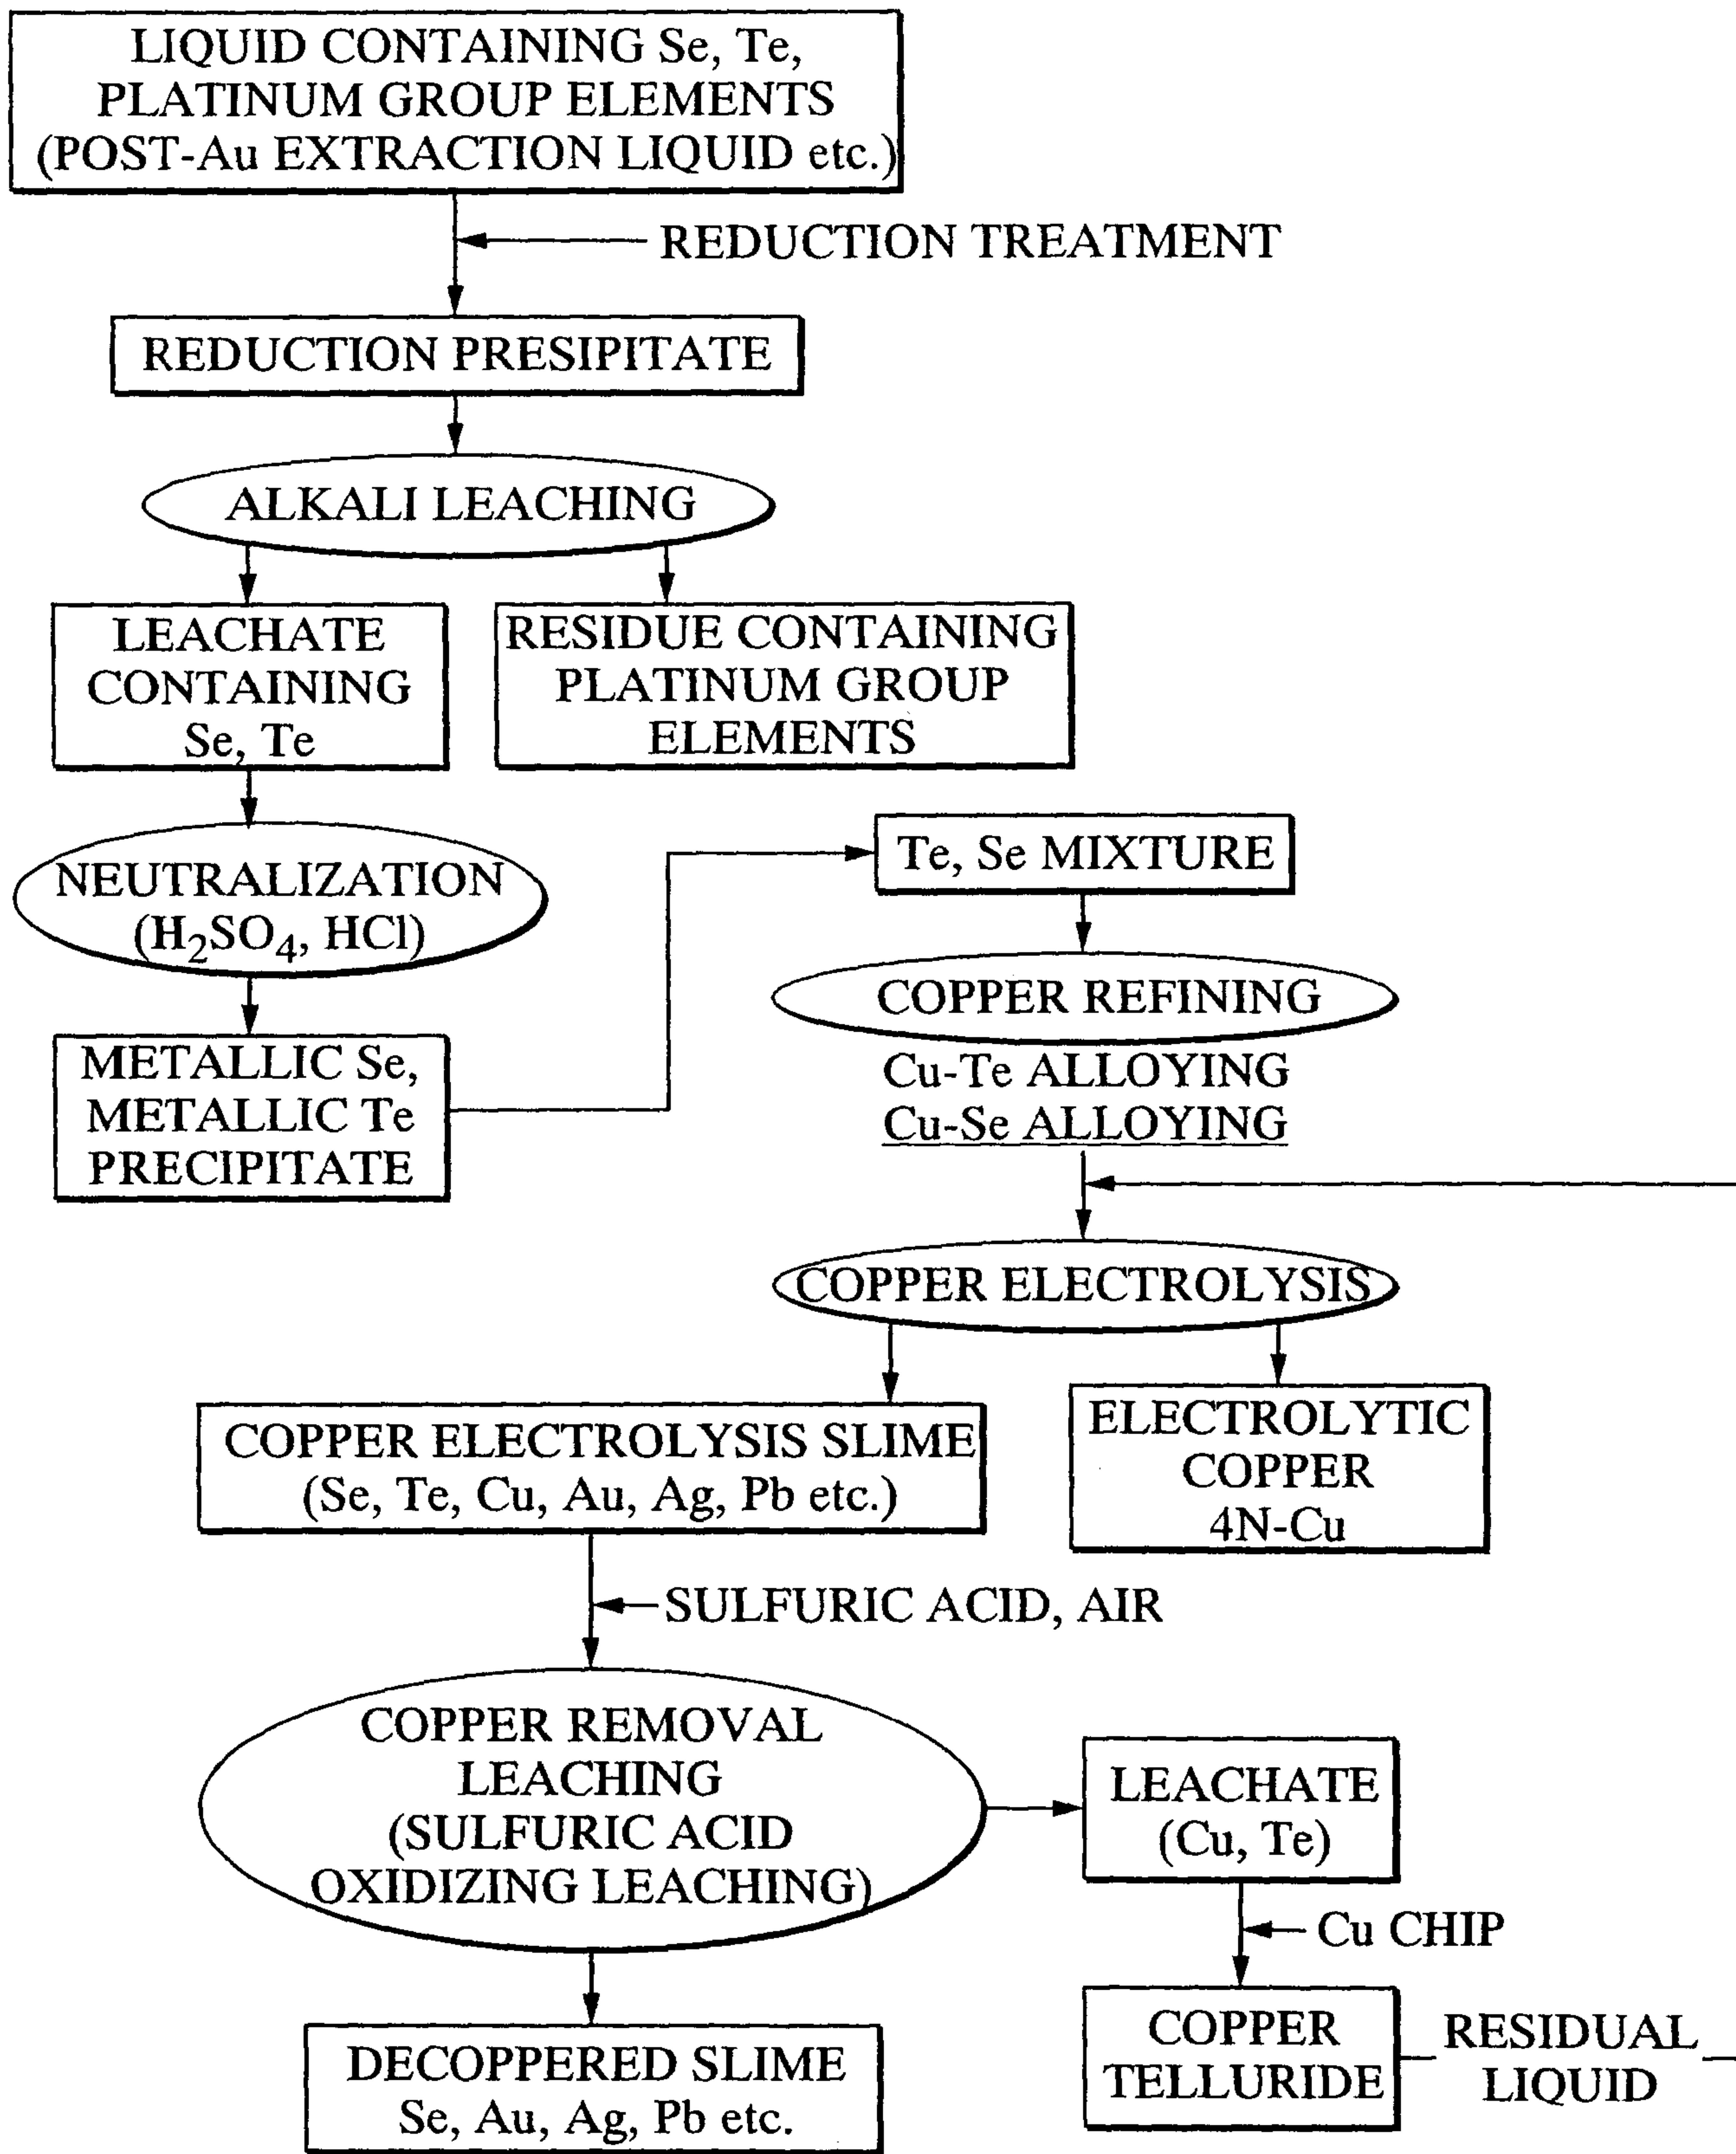 LIQUID CONTAINING Se, Te,
PLATINUM GROUP ELEMENTS
(POST-Au EXTRACTION LIQUID etc.)
REDUCTION TREATMENT
REDUCTION PRESIPITATE
ALKALI LEACHING
LEACHATE
CONTAINING
Se, Te
RESIDUE CONTAINING
PLATINUM GROUP
ELEMENTS
NEUTRALIZATION
(H₂SO₄, HCl)
METALLIC Se,
METALLIC Te
PRECIPITATE
Te, Se MIXTURE
COPPER REFINING
Cu-Te ALLOYING
Cu-Se ALLOYING
COPPER ELECTROLYSIS
COPPER ELECTROLYSIS SLIME
(Se, Te, Cu, Au, Ag, Pb etc.)
ELECTROLYTIC
COPPER
4N-Cu
SULFURIC ACID, AIR
COPPER REMOVAL
LEACHING
(SULFURIC ACID
OXIDIZING LEACHING)
LEACHATE
(Cu, Te)
Cu CHIP
COPPER
TELLURIDE
RESIDUAL
LIQUID
DECOPPERED SLIME
Se, Au, Ag, Pb etc.